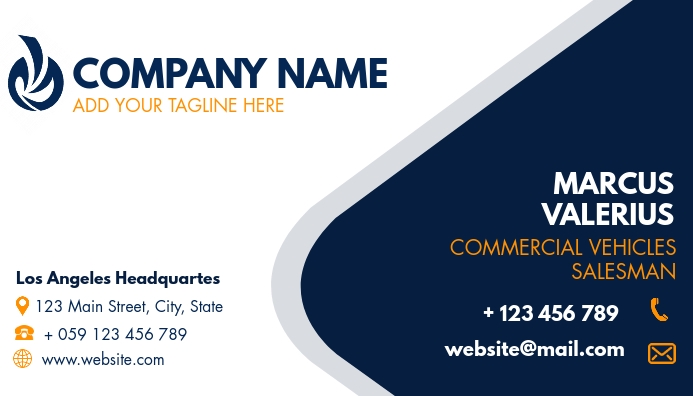 COMPANY NAME
ADD YOUR TAGLINE HERE
MARCUS
VALERIUS
COMMERCIAL VEHICLES
SALESMAN
+ 123 456 789
website@mail.com
Los Angeles Headquartes
123 Main Street, City, State
+ 059 123 456 789
www.website.com